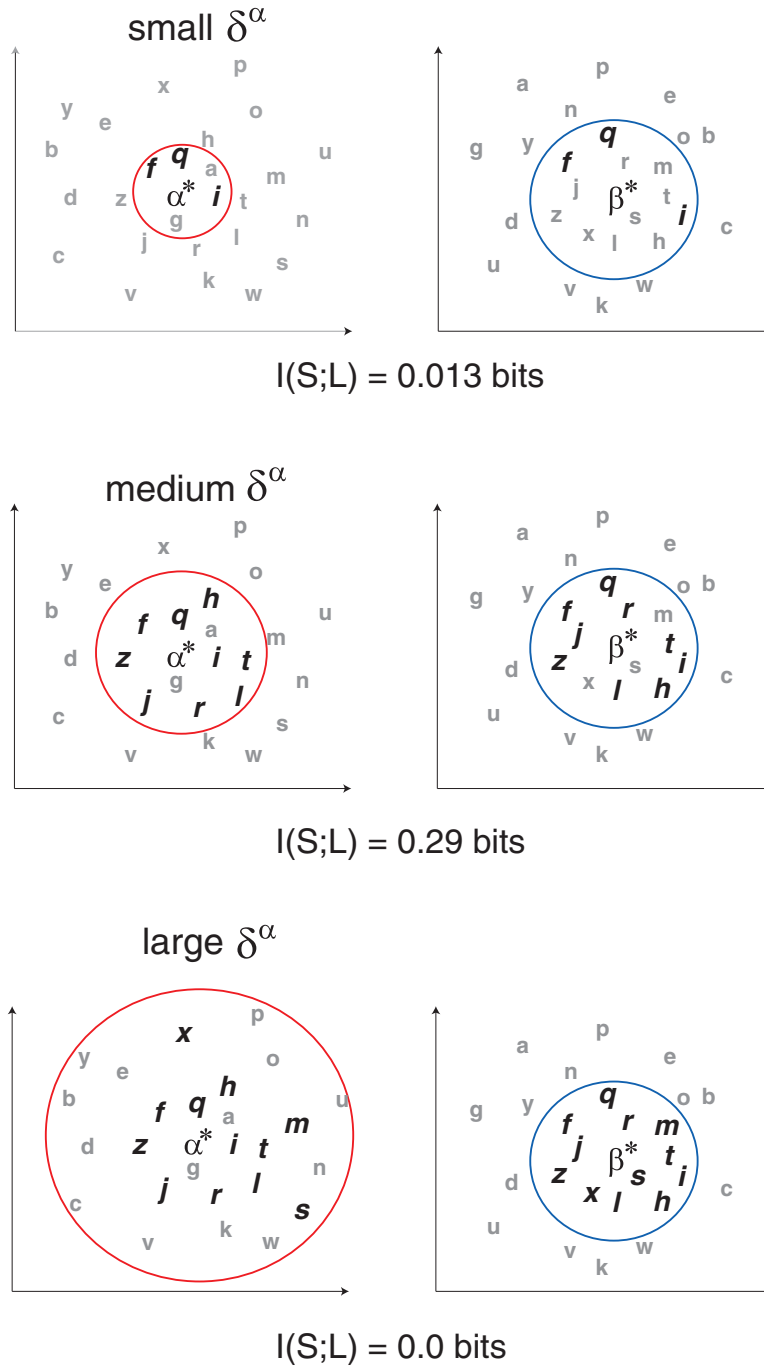 small δ^α
p
x
y
o
e
h
b
q
u
f
a
m
d
z
α*
i
t
g
n
j
r
l
c
s
k
v
w
p
a
e
n
q
o b
g
y
f
r
m
j
β*
t
z
s
i
d
x
l
h
c
u
v
k
w
I(S;L) = 0.013 bits
medium δ^α
p
x
y
o
e
h
b
q
u
f
a
m
d
z
α*
i
t
g
n
j
r
l
c
s
k
v
w
p
a
e
n
q
o b
g
y
f
r
m
j
β*
t
z
s
i
d
x
l
h
c
u
v
k
w
I(S;L) = 0.29 bits
large δ^α
p
x
y
o
e
h
b
q
u
f
a
m
d
z
α*
i
t
g
n
j
r
l
c
s
k
v
w
p
a
e
n
q
o b
g
y
f
r
m
j
β*
t
z
s
i
d
x
l
h
c
u
v
k
w
I(S;L) = 0.0 bits